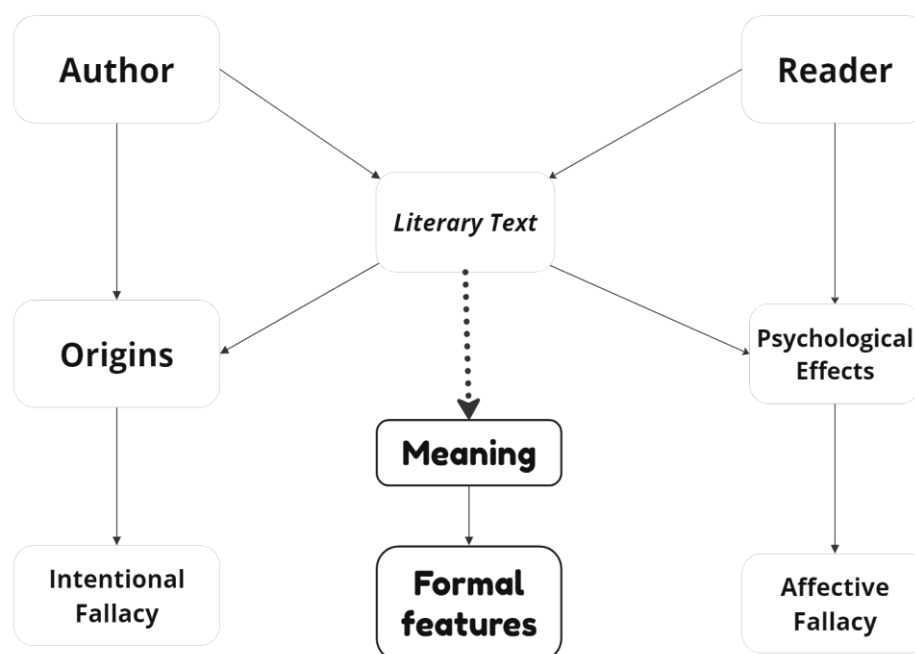 Author
Reader
Literary Text
Origins
Psychological
Effects
Meaning
Intentional
Fallacy
Formal
features
Affective
Fallacy